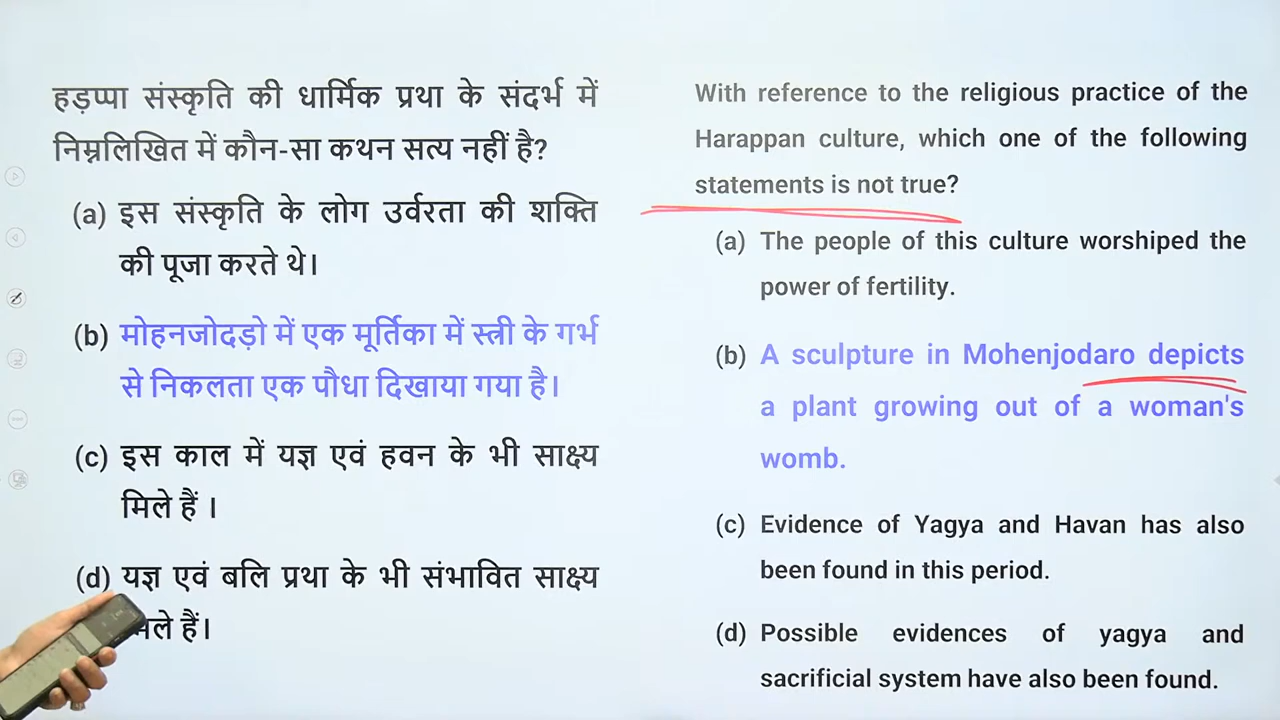 हड़प्पा संस्कृति की धार्मिक प्रथा के संदर्भ में
निम्नलिखित में कौन-सा कथन सत्य नहीं है?
(a) इस संस्कृति के लोग उर्वरता की शक्ति
की पूजा करते थे।
(b) मोहनजोदड़ो में एक मूर्तिका में स्त्री के गर्भ
से निकलता एक पौधा दिखाया गया है।
(c) इस काल में यज्ञ एवं हवन के भी साक्ष्य
मिले हैं ।
(d) यज्ञ एवं बलि प्रथा के भी संभावित साक्ष्य
हैं।
With reference to the religious practice of the
Harappan culture, which one of the following
statements is not true?
(a) The people of this culture worshiped the
power of fertility.
(b) A sculpture in Mohenjodaro depicts
a plant growing out of a woman's
womb.
(c) Evidence of Yagya and Havan has also
been found in this period.
(d) Possible evidences of yagya and
sacrificial system have also been found.